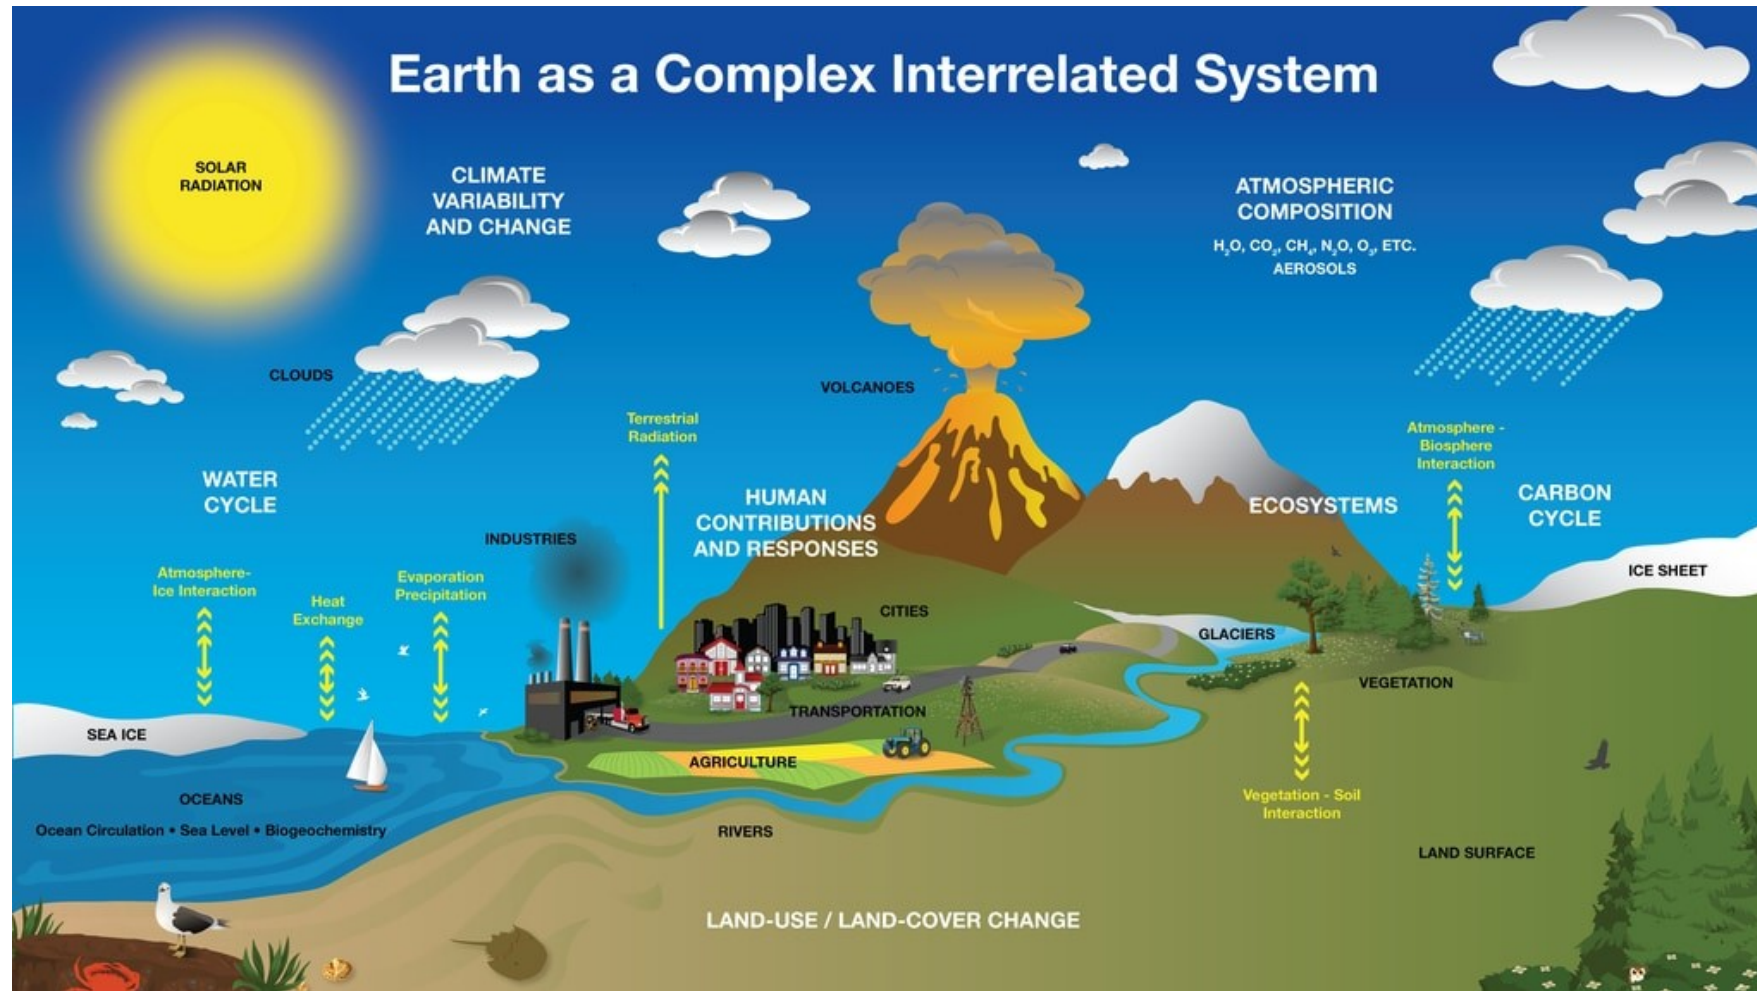 Earth as a Complex Interrelated System
SOLAR
RADIATION
CLIMATE
VARIABILITY
AND CHANGE
ATMOSPHERIC
COMPOSITION
H₂O, CO₂, CH₄, N₂O, O₃, ETC.
AEROSOLS
CLOUDS
VOLCANOES
Terrestrial
Radiation
Atmosphere -
Biosphere
Interaction
WATER
CYCLE
HUMAN
CONTRIBUTIONS
AND RESPONSES
ECOSYSTEMS
CARBON
CYCLE
INDUSTRIES
Atmosphere-
Ice Interaction
Heat
Exchange
Evaporation
Precipitation
ICE SHEET
CITIES
GLACIERS
VEGETATION
TRANSPORTATION
SEA ICE
AGRICULTURE
OCEANS
Ocean Circulation • Sea Level • Biogeochemistry
RIVERS
Vegetation - Soil
Interaction
LAND SURFACE
LAND-USE / LAND-COVER CHANGE